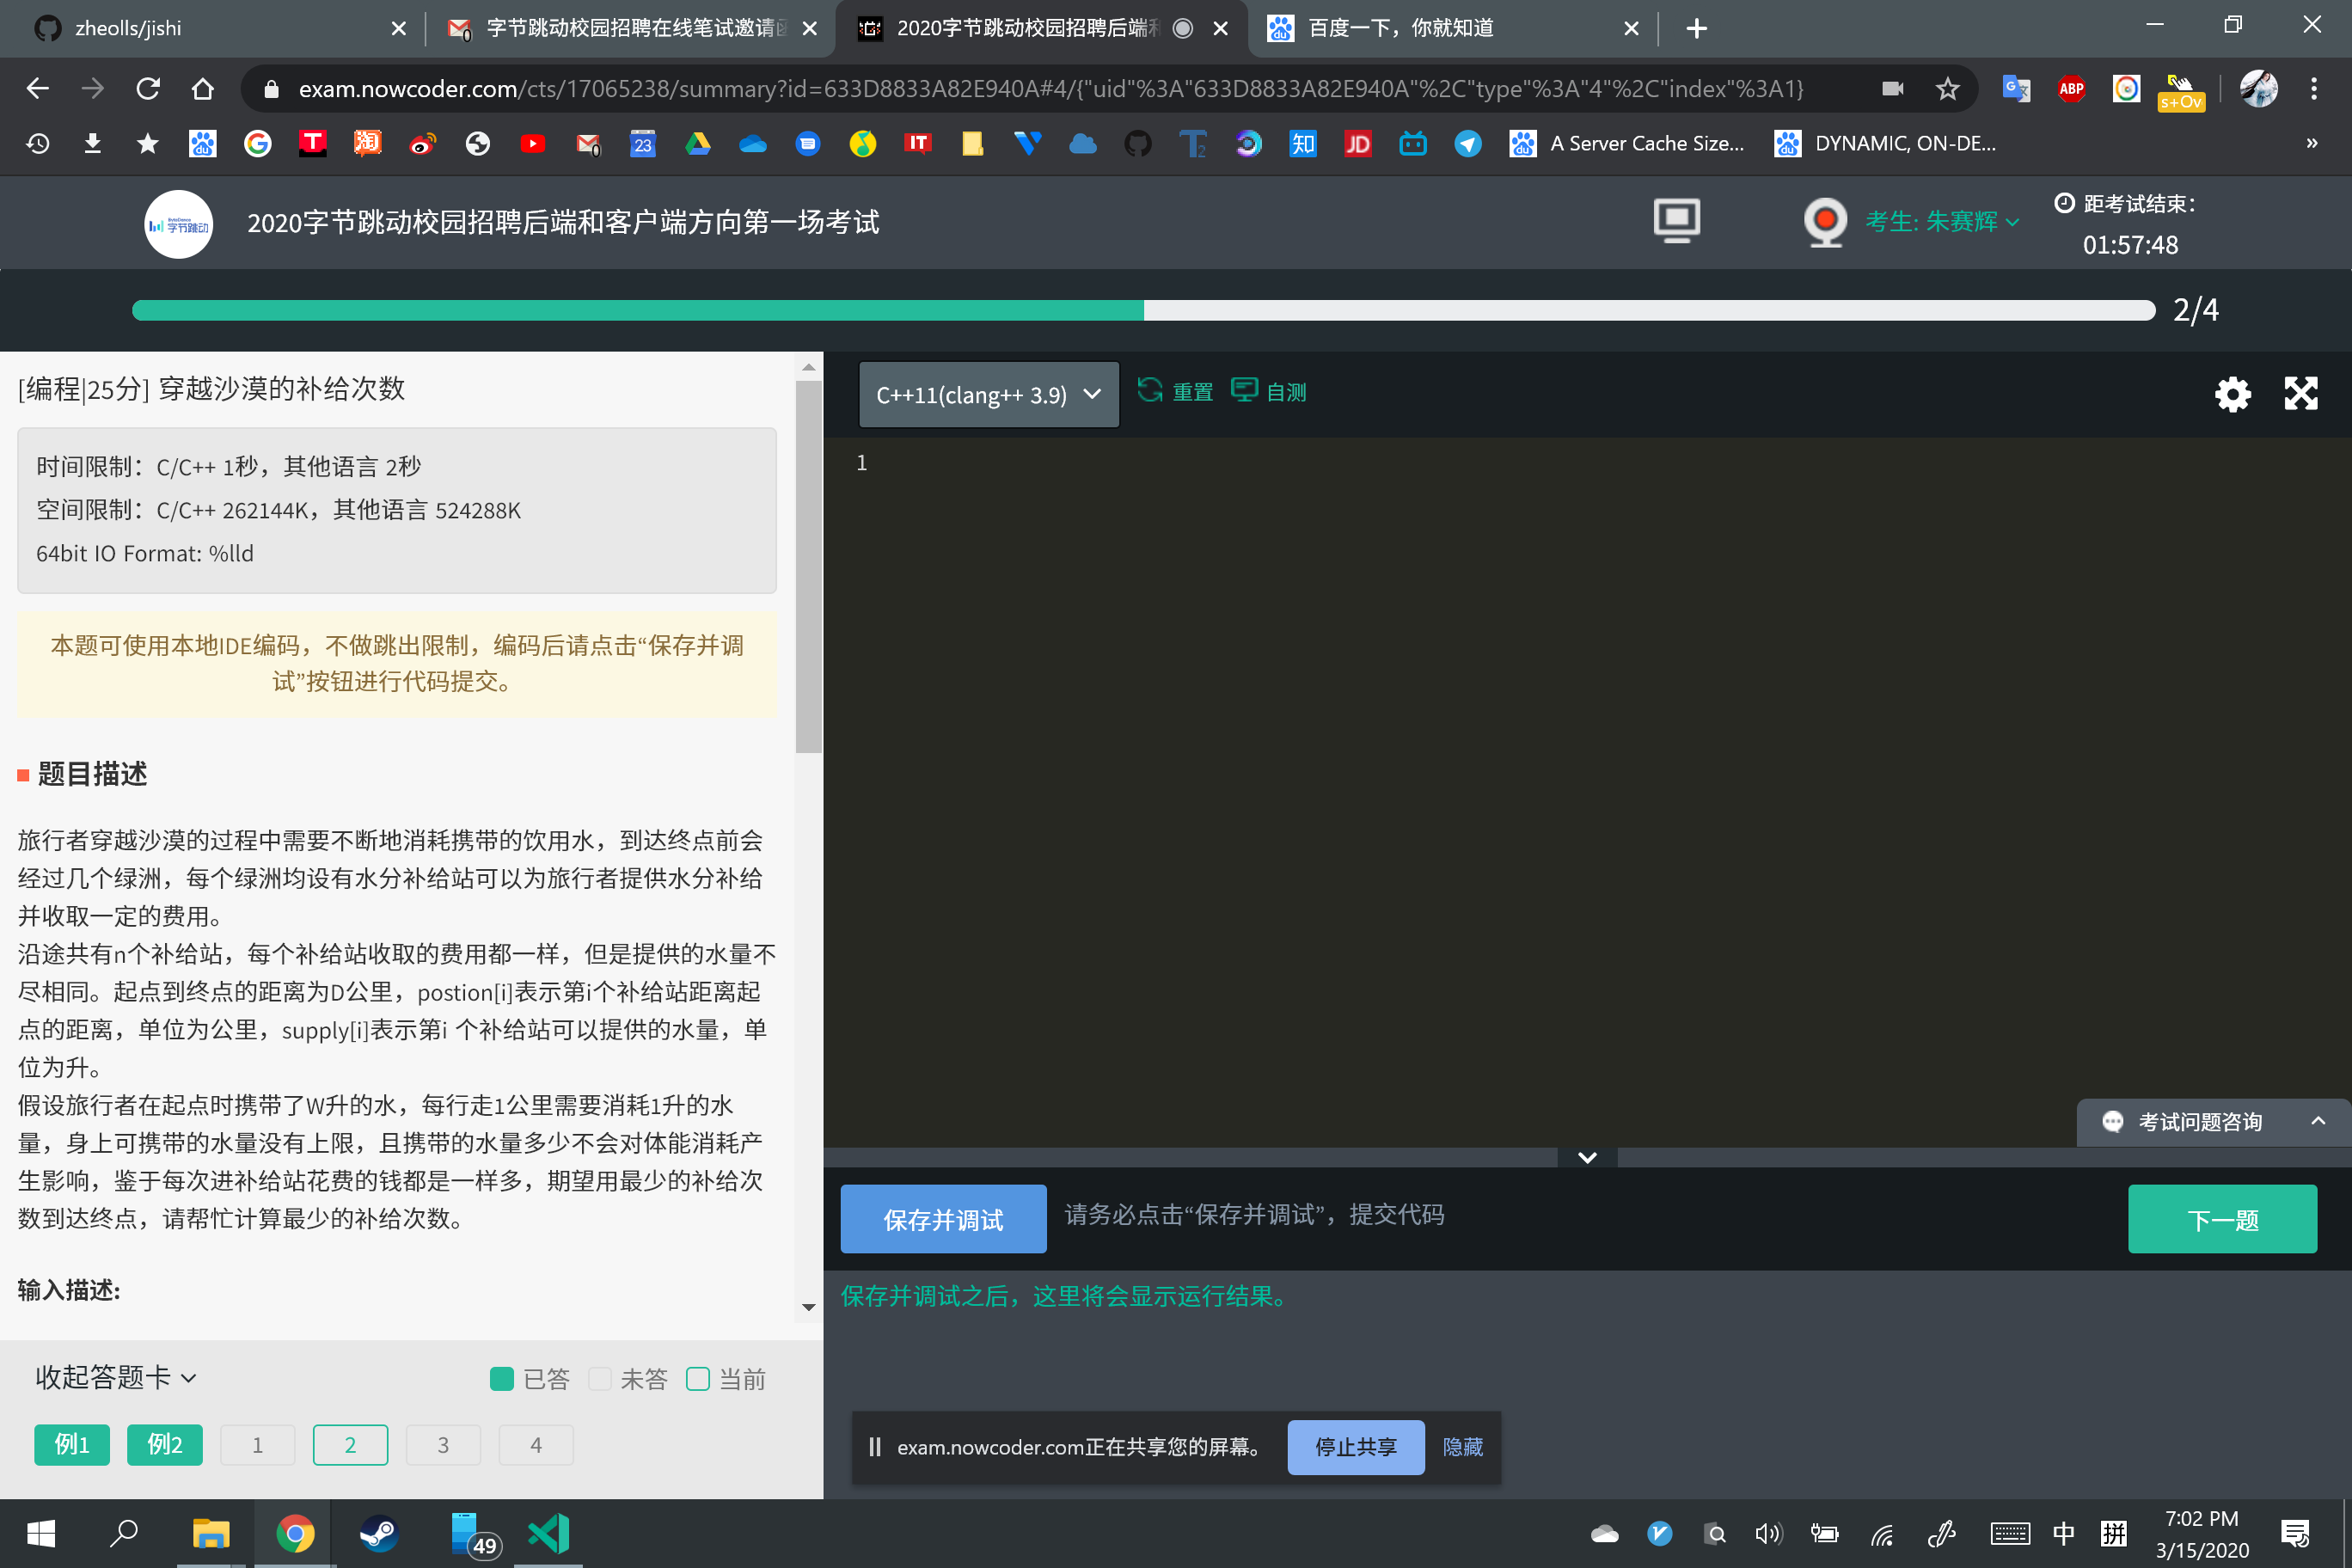 zheolls/jishi
字节跳动校园招聘在线笔试邀请函
2020字节跳动校园招聘后端和
百度一下，你就知道
exam.nowcoder.com/cts/17065238/summary?id=633D8833A82E940A#4/{"uid"%3A"633D8833A82E940A"%2C"type"%3A"4"%2C"index"%3A1}
ABP
s+Ov
A Server Cache Size...
DYNAMIC, ON-DE...
»
ByteDance
字节跳动
2020字节跳动校园招聘后端和客户端方向第一场考试
考生: 朱赛辉
距考试结束：
01:57:48
2/4
[编程|25分] 穿越沙漠的补给次数
时间限制：C/C++ 1秒，其他语言 2秒
空间限制：C/C++ 262144K，其他语言 524288K
64bit IO Format: %lld
本题可使用本地IDE编码，不做跳出限制，编码后请点击“保存并调
试”按钮进行代码提交。
题目描述
旅行者穿越沙漠的过程中需要不断地消耗携带的饮用水，到达终点前会
经过几个绿洲，每个绿洲均设有水分补给站可以为旅行者提供水分补给
并收取一定的费用。
沿途共有n个补给站，每个补给站收取的费用都一样，但是提供的水量不
尽相同。起点到终点的距离为D公里，postion[i]表示第i个补给站距离起
点的距离，单位为公里，supply[i]表示第i 个补给站可以提供的水量，单
位为升。
假设旅行者在起点时携带了W升的水，每行走1公里需要消耗1升的水
量，身上可携带的水量没有上限，且携带的水量多少不会对体能消耗产
生影响，鉴于每次进补给站花费的钱都是一样多，期望用最少的补给次
数到达终点，请帮忙计算最少的补给次数。
输入描述:
收起答题卡
已答 未答 当前
例1 例2 1 2 3 4
C++11(clang++ 3.9)
重置
自测
1
考试问题咨询
保存并调试
请务必点击“保存并调试”，提交代码
下一题
保存并调试之后，这里将会显示运行结果。
exam.nowcoder.com正在共享您的屏幕。
停止共享
隐藏
49
中
拼
7:02 PM
3/15/2020